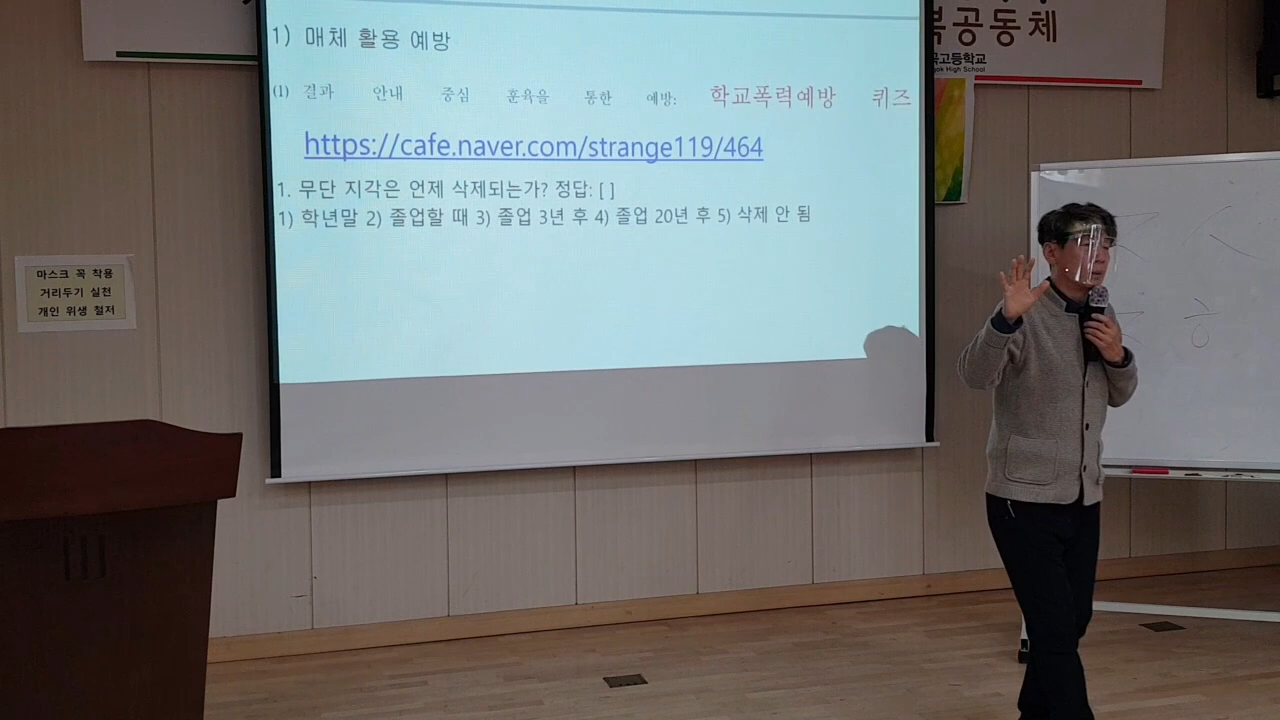 복공동체
고등학교
High School
1) 매체 활용 예방
(1) 결과 안내 중심 훈육을 통한 예방: 학교폭력예방 퀴즈
https://cafe.naver.com/strange119/464
1. 무단 지각은 언제 삭제되는가? 정답: [ ]
1) 학년말 2) 졸업할 때 3) 졸업 3년 후 4) 졸업 20년 후 5) 삭제 안 됨
마스크 꼭 착용
거리두기 실천
개인 위생 철저